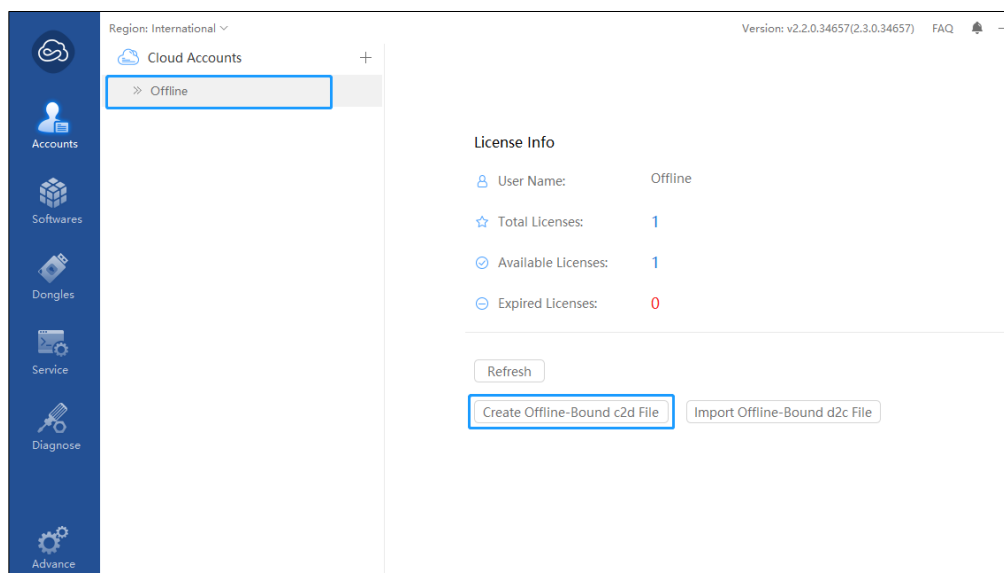 Region: International
Version: v2.2.0.34657(2.3.0.34657) FAQ
Cloud Accounts
Offline
Accounts
Softwares
Dongles
Service
Diagnose
Advance
License Info
User Name: Offline
Total Licenses: 1
Available Licenses: 1
Expired Licenses: 0
Refresh
Create Offline-Bound c2d File Import Offline-Bound d2c File